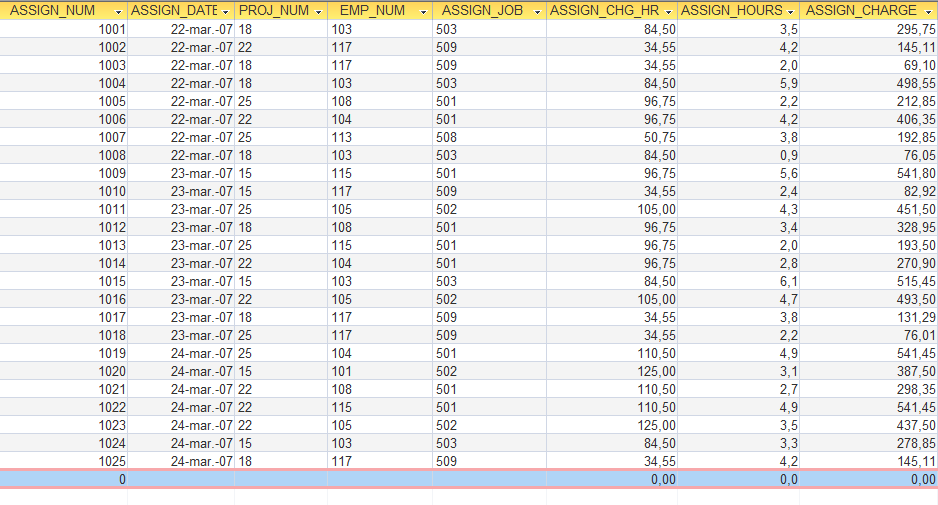 ASSIGN_NUM ASSIGN_DATE PROJ_NUM EMP_NUM ASSIGN_JOB ASSIGN_CHG_HR ASSIGN_HOURS ASSIGN_CHARGE
1001 22-mar.-07 18 103 503 84,50 3,5 295,75
1002 22-mar.-07 22 117 509 34,55 4,2 145,11
1003 22-mar.-07 18 117 509 34,55 2,0 69,10
1004 22-mar.-07 18 103 503 84,50 5,9 498,55
1005 22-mar.-07 25 108 501 96,75 2,2 212,85
1006 22-mar.-07 22 104 501 96,75 4,2 406,35
1007 22-mar.-07 25 113 508 50,75 3,8 192,85
1008 22-mar.-07 18 103 503 84,50 0,9 76,05
1009 23-mar.-07 15 115 501 96,75 5,6 541,80
1010 23-mar.-07 15 117 509 34,55 2,4 82,92
1011 23-mar.-07 25 105 502 105,00 4,3 451,50
1012 23-mar.-07 18 108 501 96,75 3,4 328,95
1013 23-mar.-07 25 115 501 96,75 2,0 193,50
1014 23-mar.-07 22 104 501 96,75 2,8 270,90
1015 23-mar.-07 15 103 503 84,50 6,1 515,45
1016 23-mar.-07 22 105 502 105,00 4,7 493,50
1017 23-mar.-07 18 117 509 34,55 3,8 131,29
1018 23-mar.-07 25 117 509 34,55 2,2 76,01
1019 24-mar.-07 25 104 501 110,50 4,9 541,45
1020 24-mar.-07 15 101 502 125,00 3,1 387,50
1021 24-mar.-07 22 108 501 110,50 2,7 298,35
1022 24-mar.-07 22 115 501 110,50 4,9 541,45
1023 24-mar.-07 22 105 502 125,00 3,5 437,50
1024 24-mar.-07 15 103 503 84,50 3,3 278,85
1025 24-mar.-07 18 117 509 34,55 4,2 145,11
0 0,00 0,0 0,00